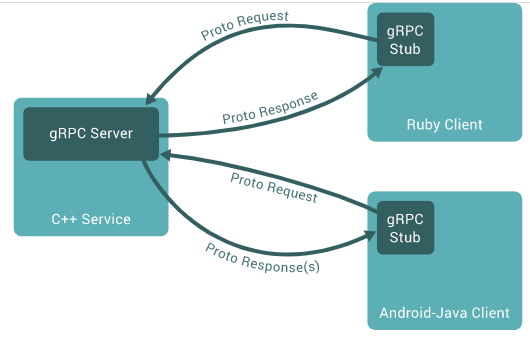 Proto Request
gRPC
Stub
Ruby Client
Proto Response
gRPC Server
C++ Service
Proto Request
gRPC
Stub
Proto Response(s)
Android-Java Client